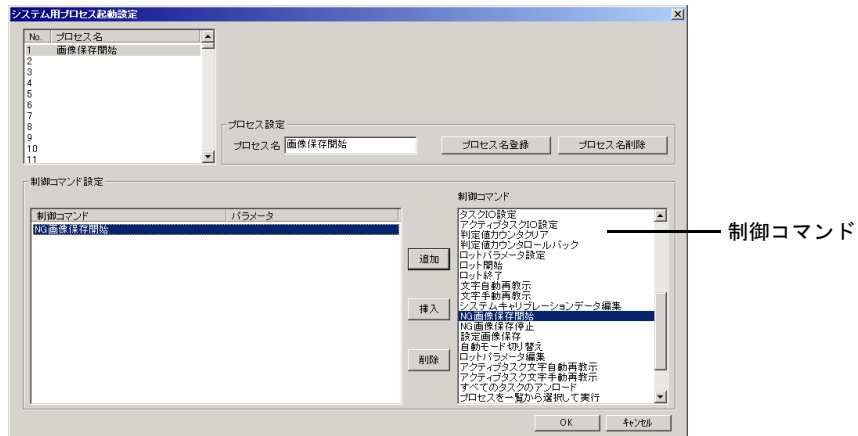 システム用プロセス起動設定
No. プロセス名
1 画像保存開始
2
3
4
5
6
7
8
9
10
11
プロセス設定
プロセス名 画像保存開始 プロセス名登録 プロセス名削除
制御コマンド設定
制御コマンド パラメータ
NG画像保存開始
追加
挿入
削除
制御コマンド
タスクIO設定
アクティブタスクIO設定
判定値カウンタクリア
判定値カウンタロールバック
ロットパラメータ設定
ロット開始
ロット終了
文字自動再教示
文字手動再教示
システムキャリブレーションデータ編集
NG画像保存開始
NG画像保存停止
設定画像保存
自動モード切り替え
ロットパラメータ編集
アクティブタスク文字自動再教示
アクティブタスク文字手動再教示
すべてのタスクのアンロード
プロセスを一覧から選択して実行
OK キャンセル
制御コマンド